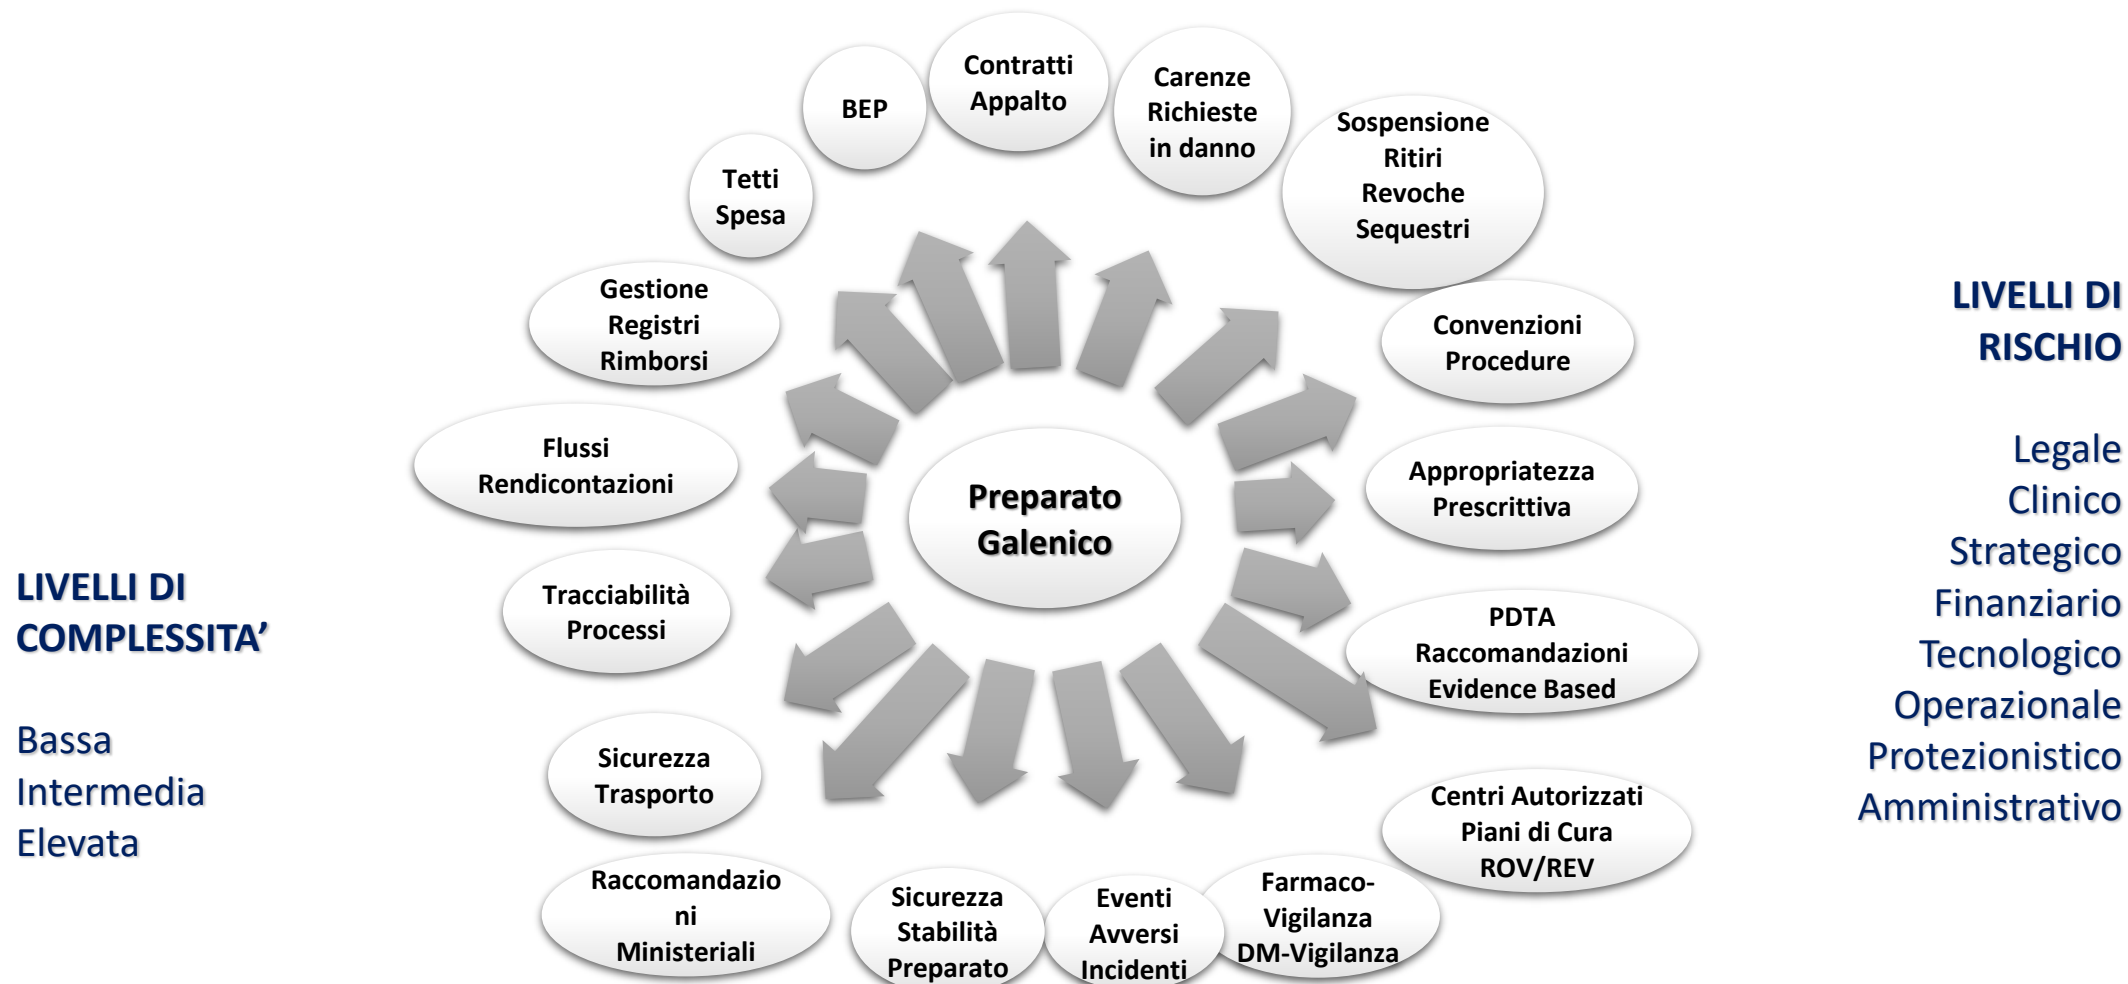 Contratti
Appalto
Carenze
Richieste
in danno
BEP
Sospensione
Ritiri
Revoche
Sequestri
Tetti
Spesa
Gestione
Registri
Rimborsi
Convenzioni
Procedure
Flussi
Rendicontazioni
Appropriatezza
Prescrittiva
Preparato
Galenico
Tracciabilità
Processi
PDTA
Raccomandazioni
Evidence Based
Sicurezza
Trasporto
Centri Autorizzati
Piani di Cura
ROV/REV
Raccomandazio
ni
Ministeriali
Sicurezza
Stabilità
Preparato
Eventi
Avversi
Incidenti
Farmaco-
Vigilanza
DM-Vigilanza
LIVELLI DI
COMPLESSITA’
Bassa
Intermedia
Elevata
LIVELLI DI
RISCHIO
Legale
Clinico
Strategico
Finanziario
Tecnologico
Operazionale
Protezionistico
Amministrativo